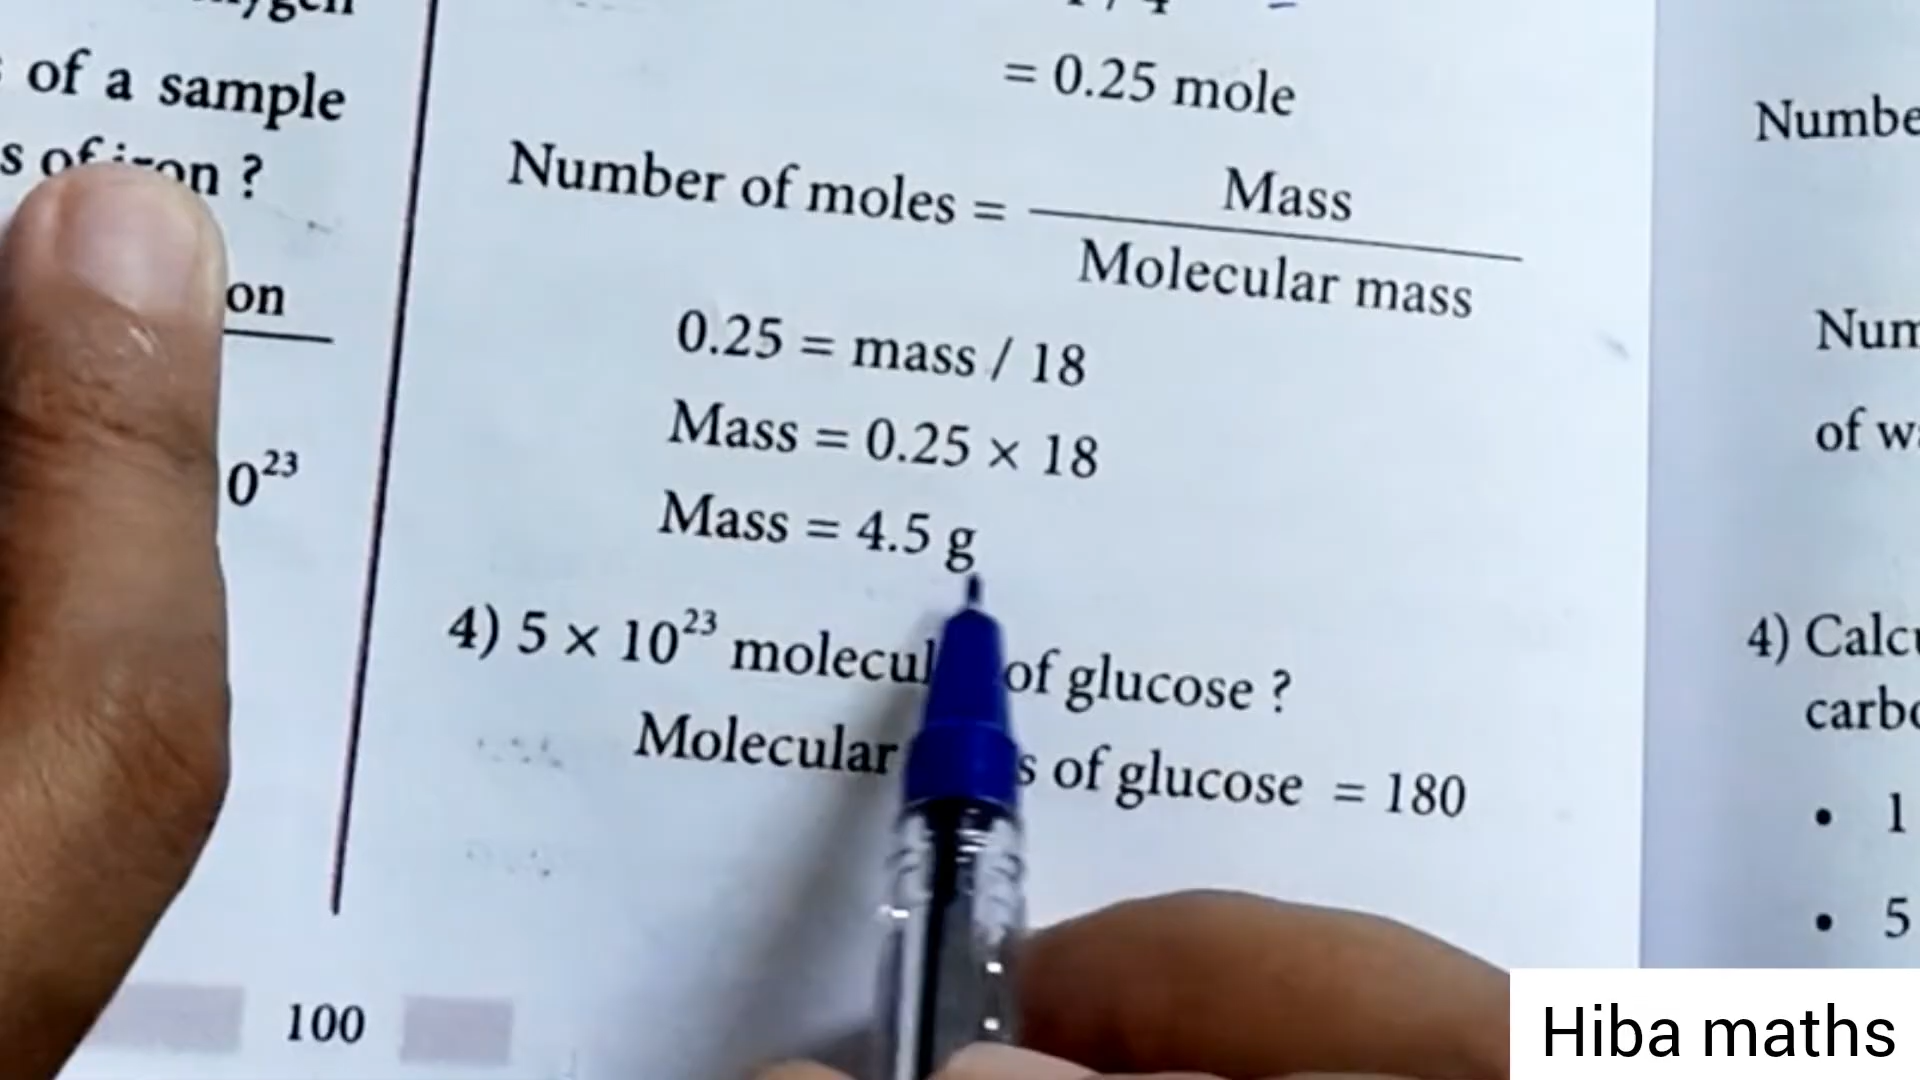 of a sample
on ?
on
0²³
= 0.25 mole
Number of moles = Mass / Molecular mass
0.25 = mass / 18
Mass = 0.25 × 18
Mass = 4.5 g
4) 5 × 10²³ molecul of glucose ?
Molecular s of glucose = 180
100
Numbe
Num
of w
4) Calc
carbo
• 1
• 5
Hiba maths